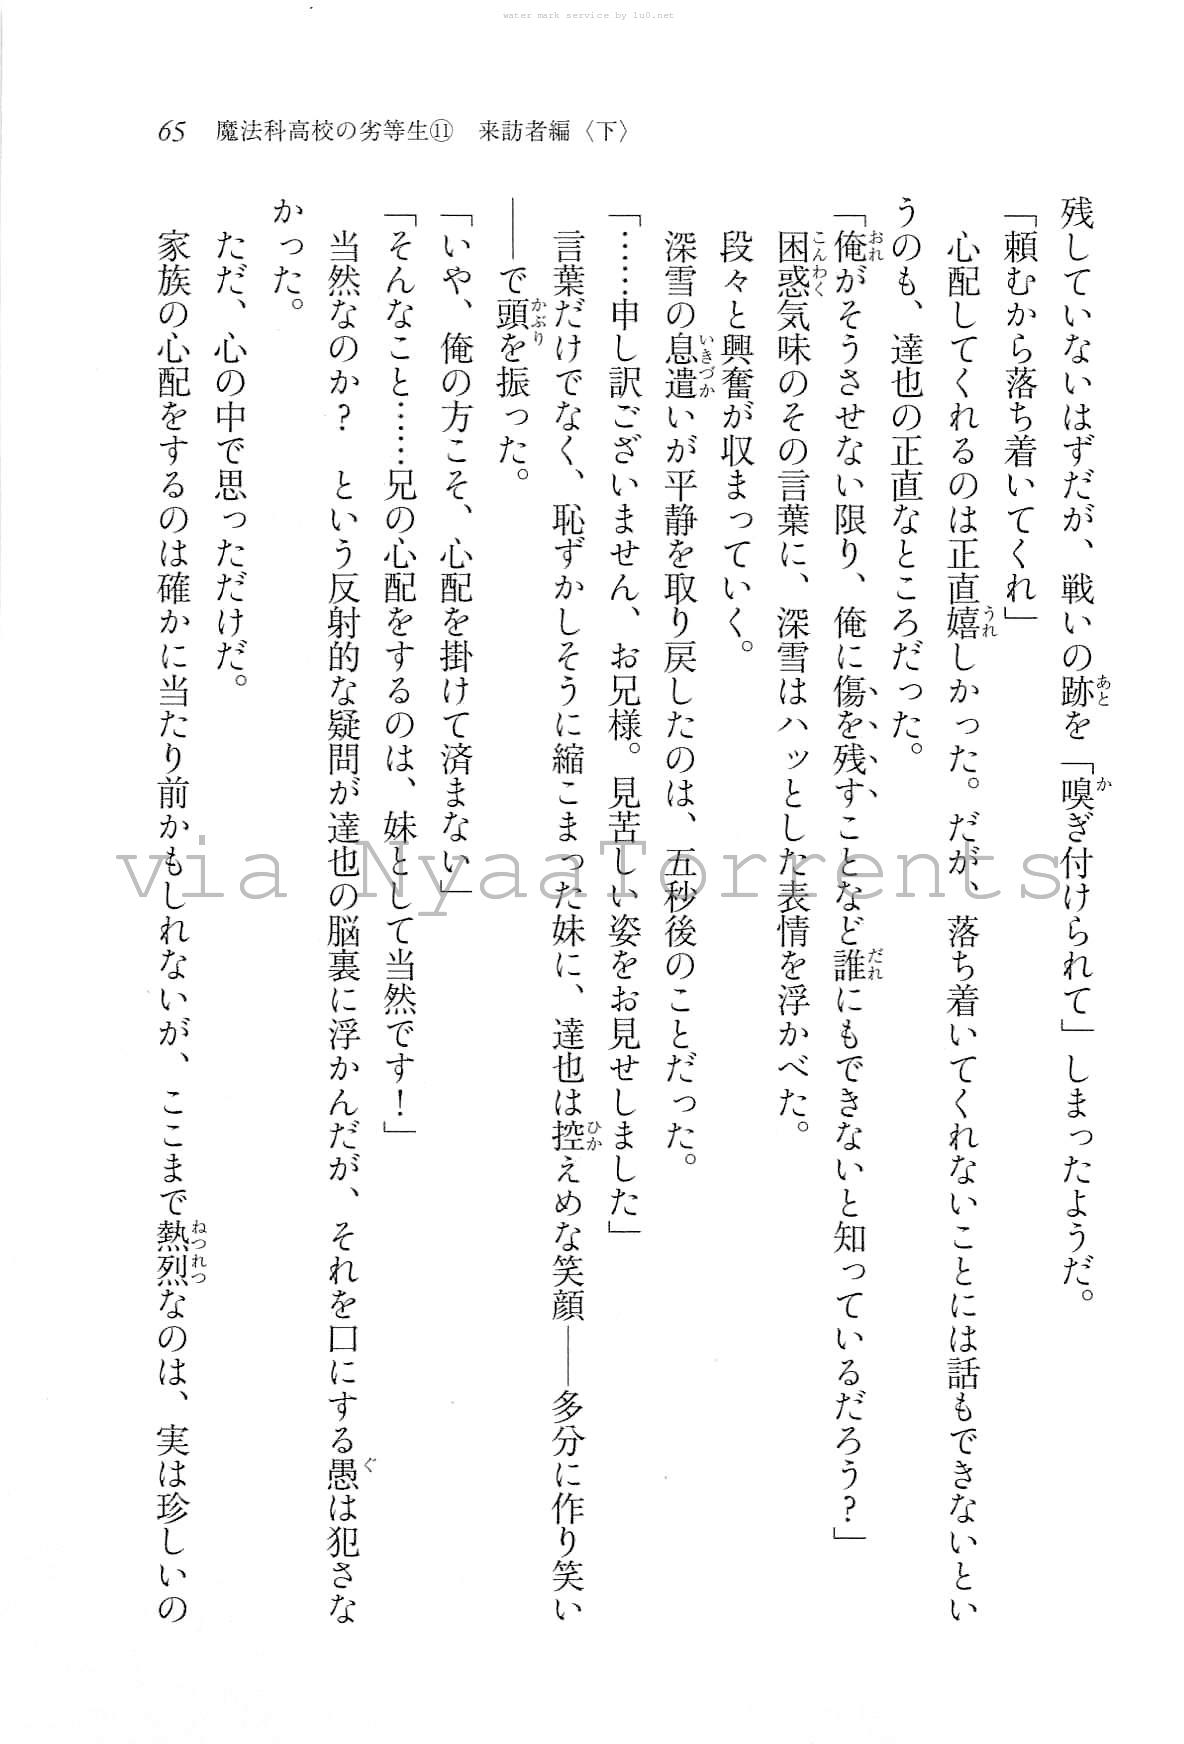 water mark service by lu0.net
65 魔法科高校の劣等生⑪ 来訪者編〈下〉
残していないはずだが、戦いの跡を「嗅ぎ付けられて」しまったようだ。
「頼むから落ち着いてくれ」
心配してくれるのは正直嬉しかった。だが、落ち着いてくれないことには話もできないとい
うのも、達也の正直なところだった。
「俺がそうさせない限り、俺に傷を残すことなど誰にもできないと知っているだろう?」
困惑気味のその言葉に、深雪はハッとした表情を浮かべた。
段々と興奮が収まっていく。
深雪の息遣いが平静を取り戻したのは、五秒後のことだった。
「……申し訳ございません、お兄様。見苦しい姿をお見せしました」
言葉だけでなく、恥ずかしそうに縮こまった妹に、達也は控えめな笑顔――多分に作り笑い
――で頭を振った。
「いや、俺の方こそ、心配を掛けて済まない」
「そんなこと……兄の心配をするのは、妹として当然です!」
当然なのか? という反射的な疑問が達也の脳裏に浮かんだが、それを口にする愚は犯さな
かった。
ただ、心の中で思っただけだ。
家族の心配をするのは確かに当たり前かもしれないが、ここまで熱烈なのは、実は珍しいの
via NyaaTorrents